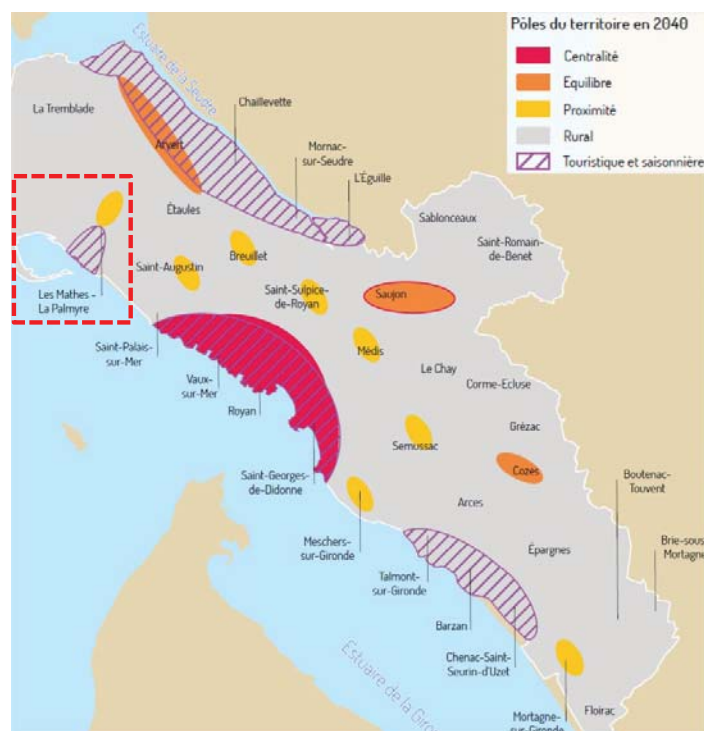 Pôles du territoire en 2040
Centralité
Equilibre
Proximité
Rural
Touristique et saisonnière
Estuaire de la Seudre
La Tremblade
Chaillevette
Arvert
Mornac-
sur-Seudre
L'Éguille
Étaules
Sablonceaux
Saint-Romain-
de-Benet
Breuillet
Saint-Augustin
Saint-Sulpice-
de-Royan
Saujon
Les Mathes -
La Palmyre
Saint-Palais-
sur-Mer
Médis
Le Chay
Corme-Ecluse
Vaux-
sur-Mer
Royan
Grézac
Semussac
Cozes
Saint-Georges-
de-Didonne
Boutenac-
Touvent
Arces
Meschers-
sur-Gironde
Épargnes
Brie-sous-
Mortagne
Talmont-
sur-Gironde
Barzan
Chenac-Saint-
Seurin-d'Uzet
Estuaire de la Giro
Floirac
Mortagne-
sur-Gironde